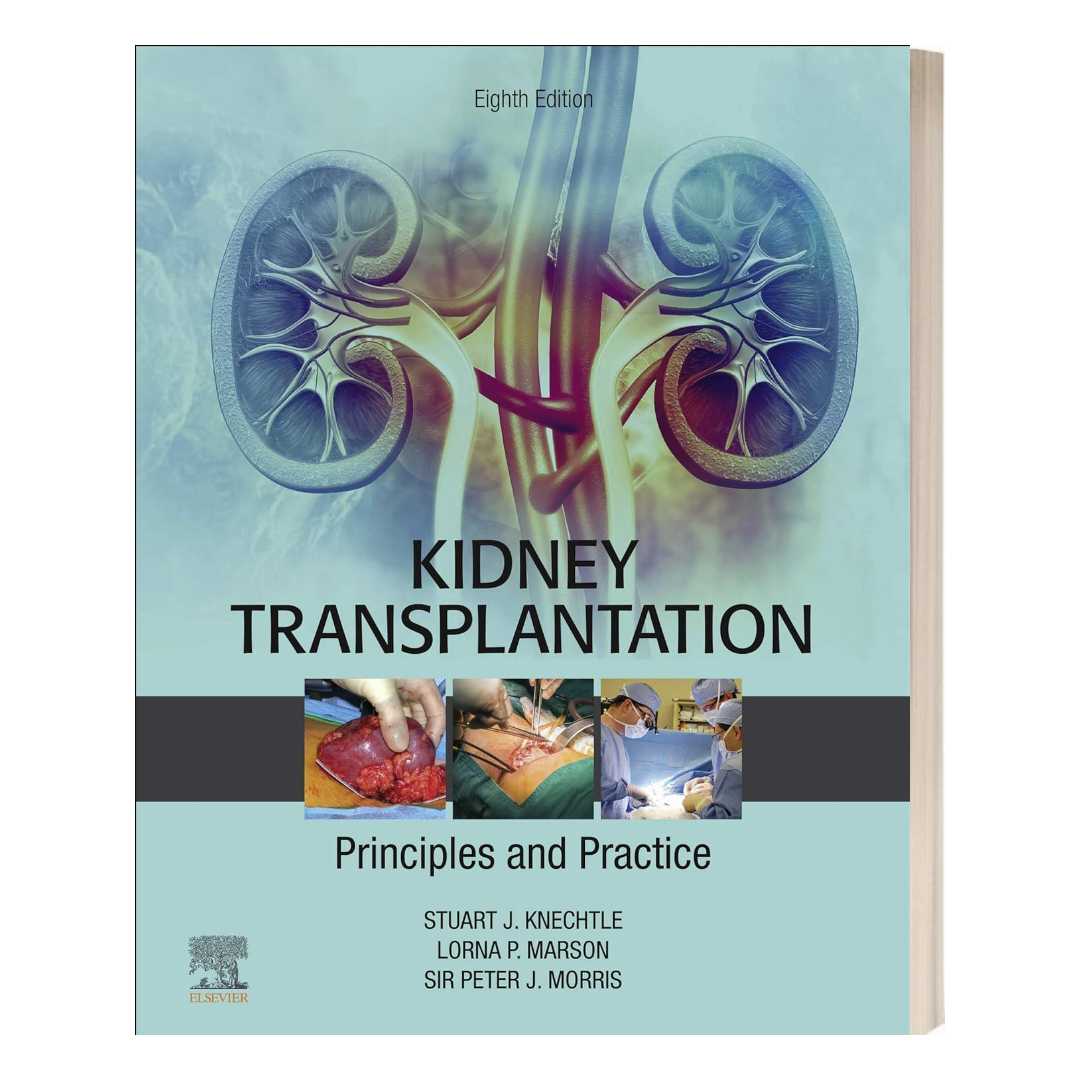 Eighth Edition
KIDNEY
TRANSPLANTATION
Principles and Practice
STUART J. KNECHTLE
LORNA P. MARSON
SIR PETER J. MORRIS
ELSEVIER